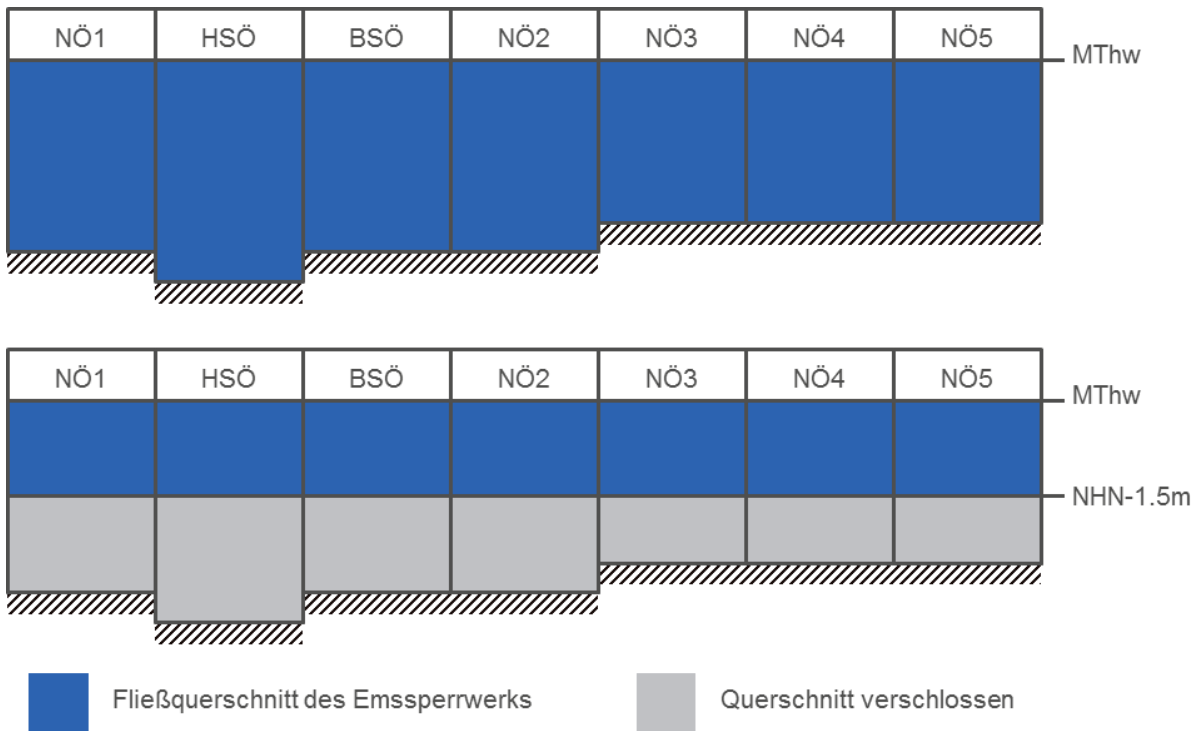 NÖ1 HSÖ BSÖ NÖ2 NÖ3 NÖ4 NÖ5
MThw
NÖ1 HSÖ BSÖ NÖ2 NÖ3 NÖ4 NÖ5
MThw
NHN-1.5m
Fließquerschnitt des Emssperrwerks
Querschnitt verschlossen